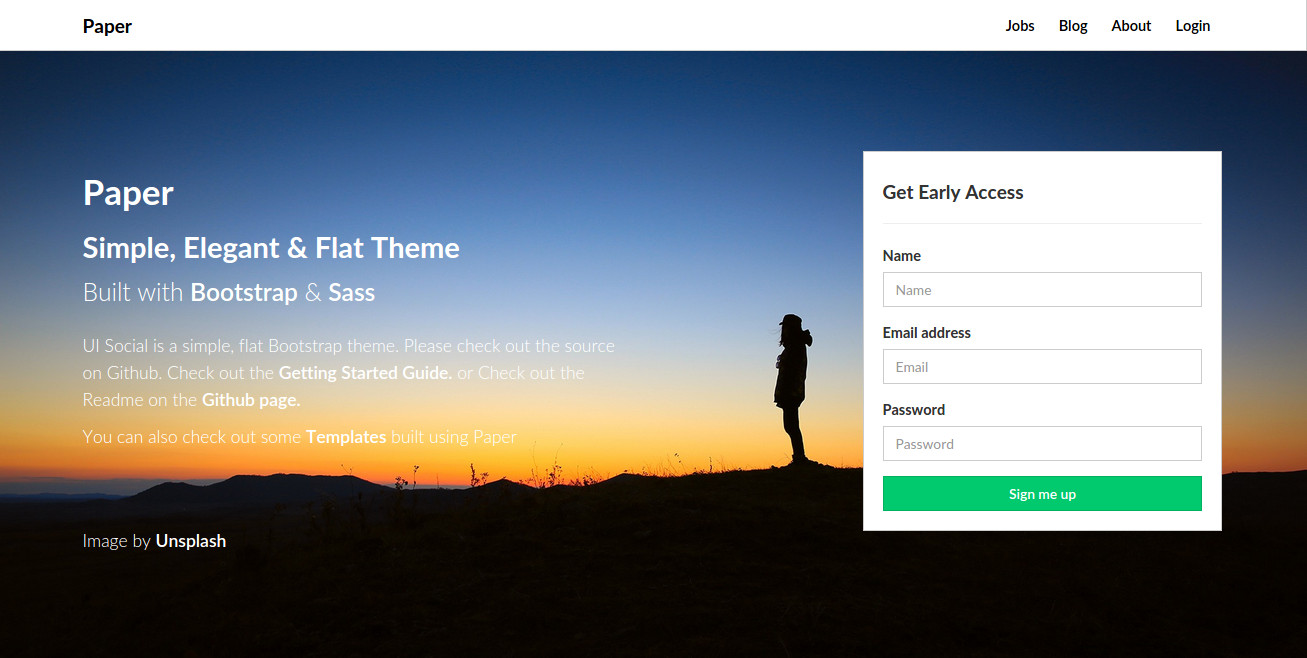 Paper
Jobs Blog About Login
Paper
Simple, Elegant & Flat Theme
Built with Bootstrap & Sass
UI Social is a simple, flat Bootstrap theme. Please check out the source
on Github. Check out the Getting Started Guide. or Check out the
Readme on the Github page.
You can also check out some Templates built using Paper
Image by Unsplash
Get Early Access
Name
Name
Email address
Email
Password
Password
Sign me up